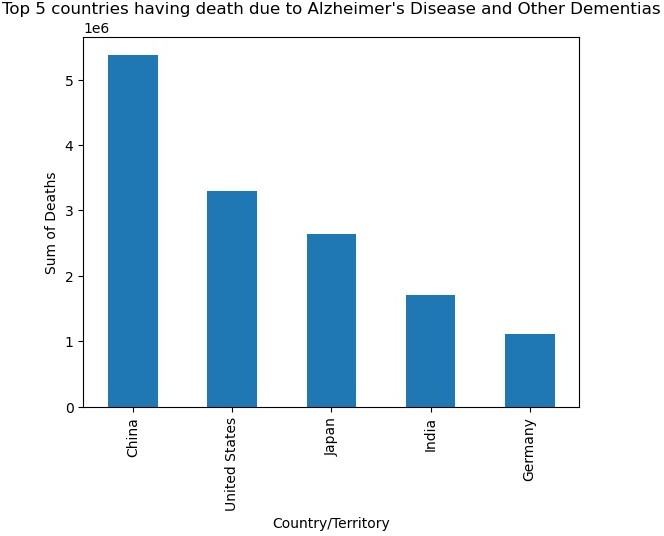 Top 5 countries having death due to Alzheimer's Disease and Other Dementias
1e6
5
4
3
2
1
0
Sum of Deaths
China
United States
Japan
India
Germany
Country/Territory